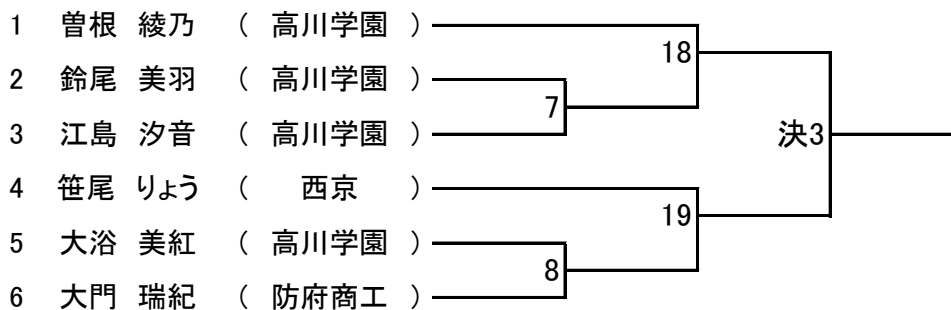 1 曽根 綾乃 ( 高川学園 )
18
2 鈴尾 美羽 ( 高川学園 )
7
3 江島 汐音 ( 高川学園 )
決3
4 笹尾 りょう ( 西京 )
19
5 大浴 美紅 ( 高川学園 )
8
6 大門 瑞紀 ( 防府商工 )